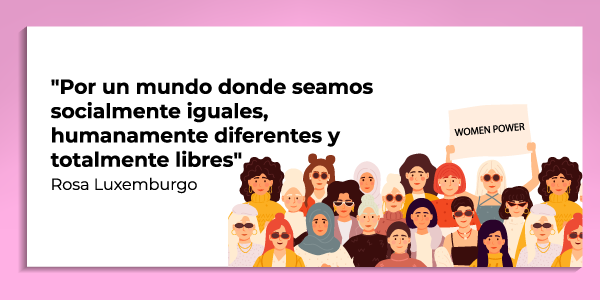 "Por un mundo donde seamos
socialmente iguales,
humanamente diferentes y
totalmente libres"
Rosa Luxemburgo
WOMEN POWER